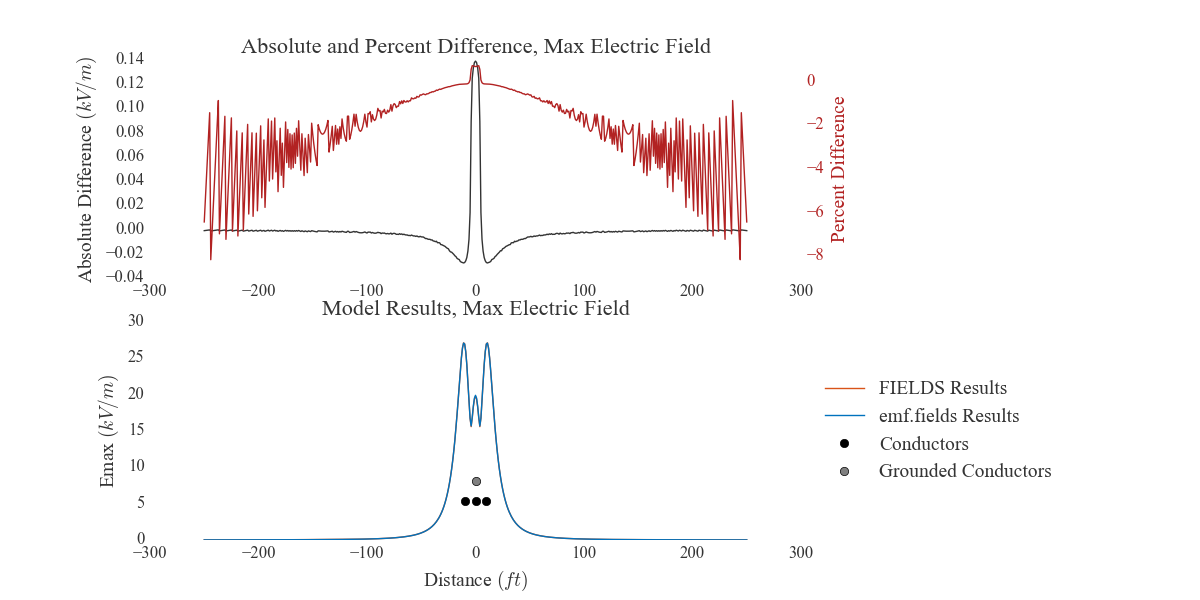 Absolute and Percent Difference, Max Electric Field
0.14
0.12
0.10
0.08
0.06
0.04
0.02
0.00
−0.02
−0.04
Absolute Difference (kV/m)
0
−2
−4
−6
−8
Percent Difference
−300 −200 −100 0 100 200 300
Model Results, Max Electric Field
30
25
20
15
10
5
0
Emax (kV/m)
−300 −200 −100 0 100 200 300
Distance (ft)
FIELDS Results
emf.fields Results
Conductors
Grounded Conductors